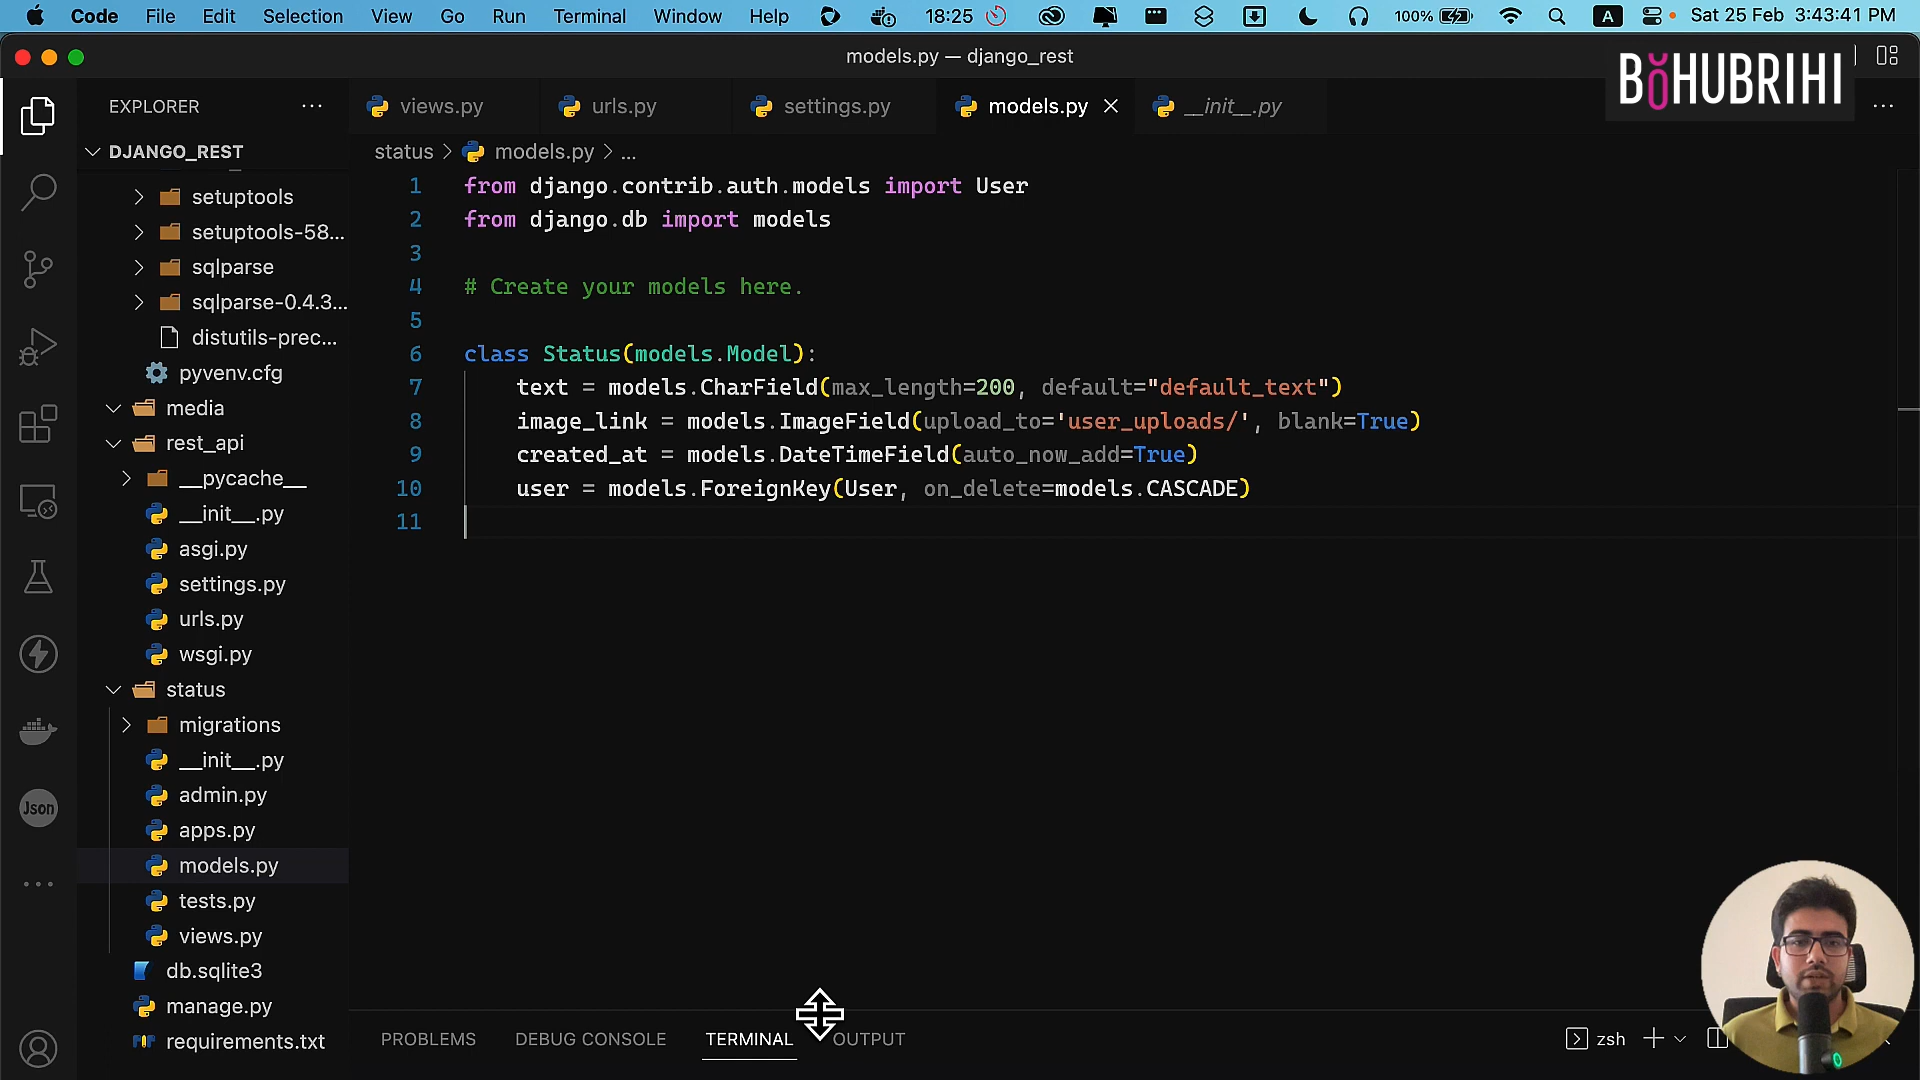 Code File Edit Selection View Go Run Terminal Window Help 18:25 100% A Sat 25 Feb 3:43:41 PM
models.py — django_rest
BOHUBRIHI
EXPLORER
views.py urls.py settings.py models.py __init__.py
DJANGO_REST
status > models.py > ...
setuptools
setuptools-58...
sqlparse
sqlparse-0.4.3...
distutils-prec...
pyvenv.cfg
media
rest_api
__pycache__
__init__.py
asgi.py
settings.py
urls.py
wsgi.py
status
migrations
__init__.py
admin.py
apps.py
models.py
tests.py
views.py
db.sqlite3
manage.py
requirements.txt
Json
1 from django.contrib.auth.models import User
2 from django.db import models
3
4 # Create your models here.
5
6 class Status(models.Model):
7 text = models.CharField(max_length=200, default="default_text")
8 image_link = models.ImageField(upload_to='user_uploads/', blank=True)
9 created_at = models.DateTimeField(auto_now_add=True)
10 user = models.ForeignKey(User, on_delete=models.CASCADE)
11
PROBLEMS DEBUG CONSOLE TERMINAL OUTPUT
zsh